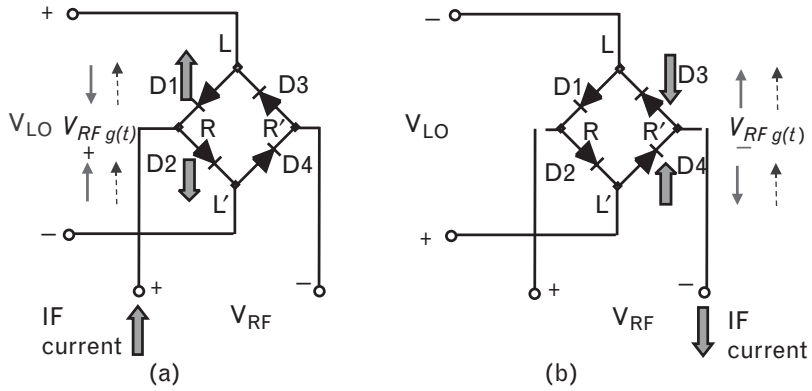 +
L
D1
D3
V_LO
V_RF g(t)
+
R
R'
D2
D4
L'
−
+
−
IF
current
V_RF
(a)
−
L
D1
D3
V_LO
R
R'
V_RF g(t)
−
D2
D4
L'
+
+
−
V_RF
IF
current
(b)